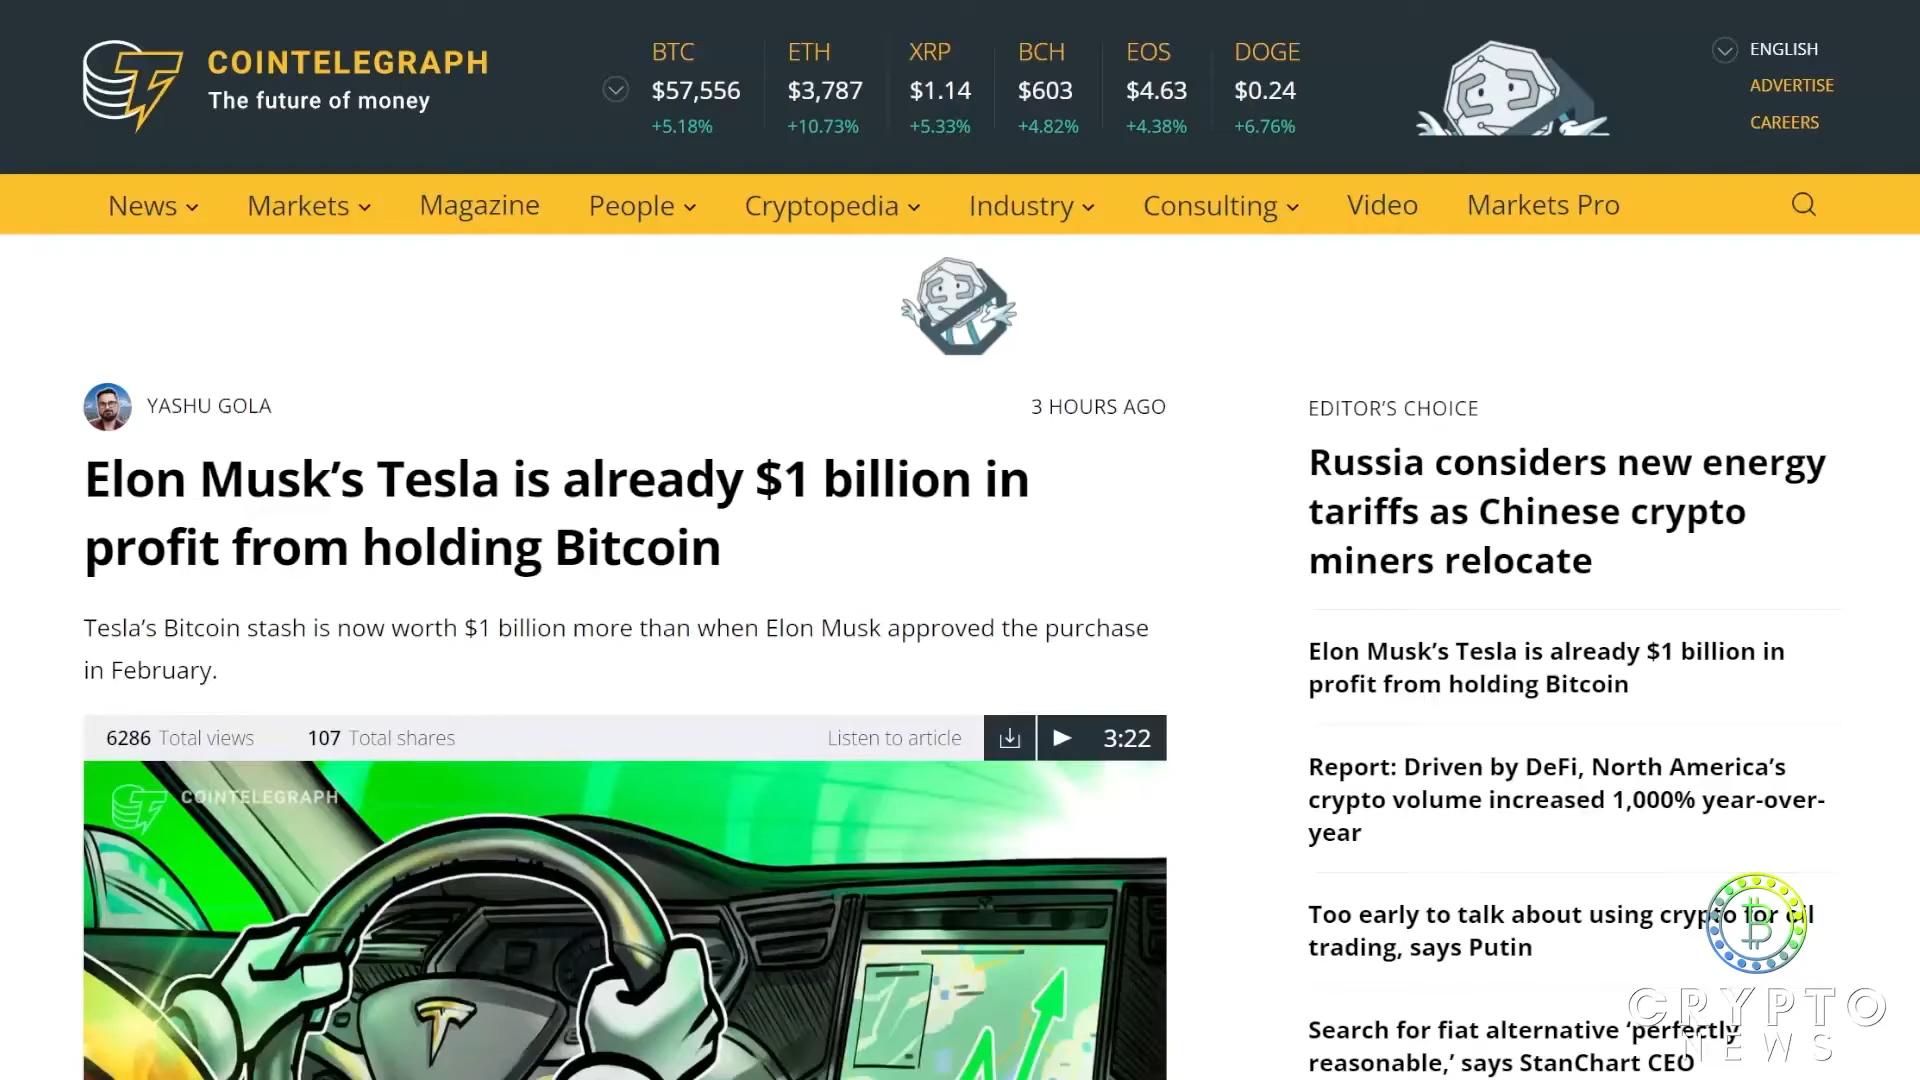 COINTELEGRAPH
The future of money
BTC ETH XRP BCH EOS DOGE
$57,556 $3,787 $1.14 $603 $4.63 $0.24
+5.18% +10.73% +5.33% +4.82% +4.38% +6.76%
ENGLISH
ADVERTISE
CAREERS
News Markets Magazine People Cryptopedia Industry Consulting Video Markets Pro
YASHU GOLA
3 HOURS AGO
Elon Musk’s Tesla is already $1 billion in
profit from holding Bitcoin
Tesla’s Bitcoin stash is now worth $1 billion more than when Elon Musk approved the purchase
in February.
6286 Total views 107 Total shares Listen to article 3:22
COINTELEGRAPH
EDITOR’S CHOICE
Russia considers new energy
tariffs as Chinese crypto
miners relocate
Elon Musk’s Tesla is already $1 billion in
profit from holding Bitcoin
Report: Driven by DeFi, North America’s
crypto volume increased 1,000% year-over-
year
Too early to talk about using crypto for oil
trading, says Putin
Search for fiat alternative ‘perfectly
reasonable,’ says StanChart CEO
CRYPTO
NEWS